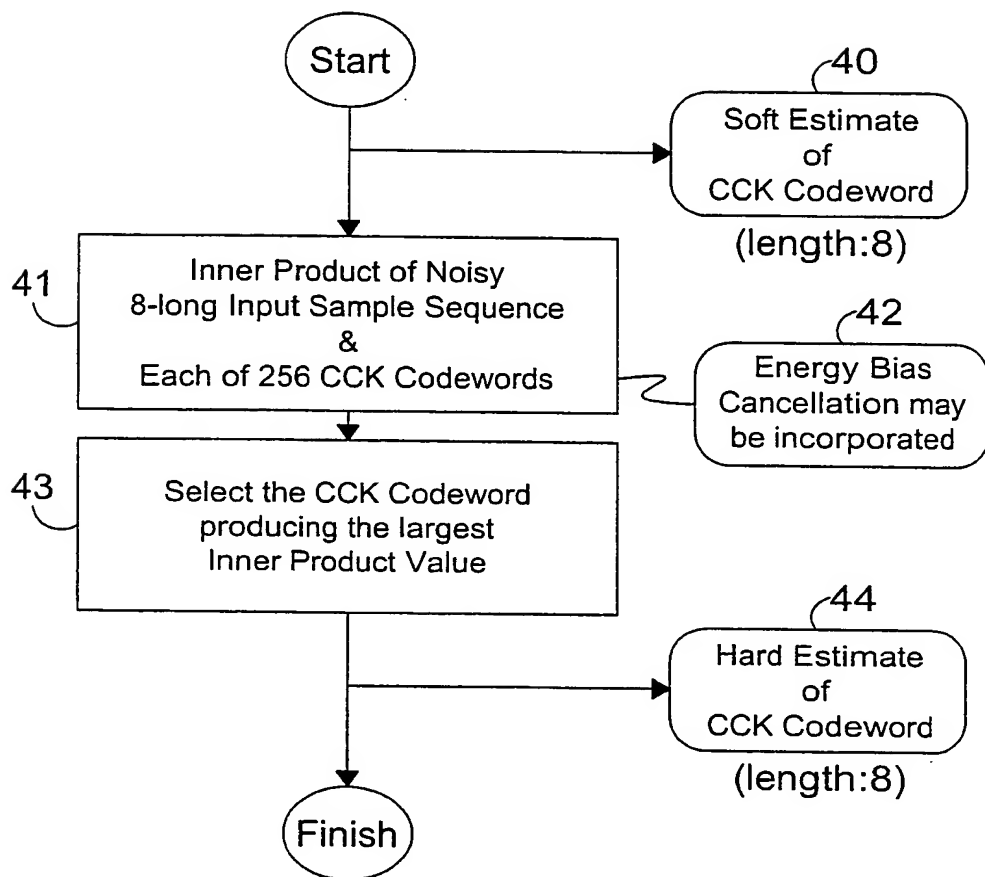 Start
40
Soft Estimate
of
CCK Codeword
(length:8)
41
Inner Product of Noisy
8-long Input Sample Sequence
&
Each of 256 CCK Codewords
42
Energy Bias
Cancellation may
be incorporated
43
Select the CCK Codeword
producing the largest
Inner Product Value
44
Hard Estimate
of
CCK Codeword
(length:8)
Finish